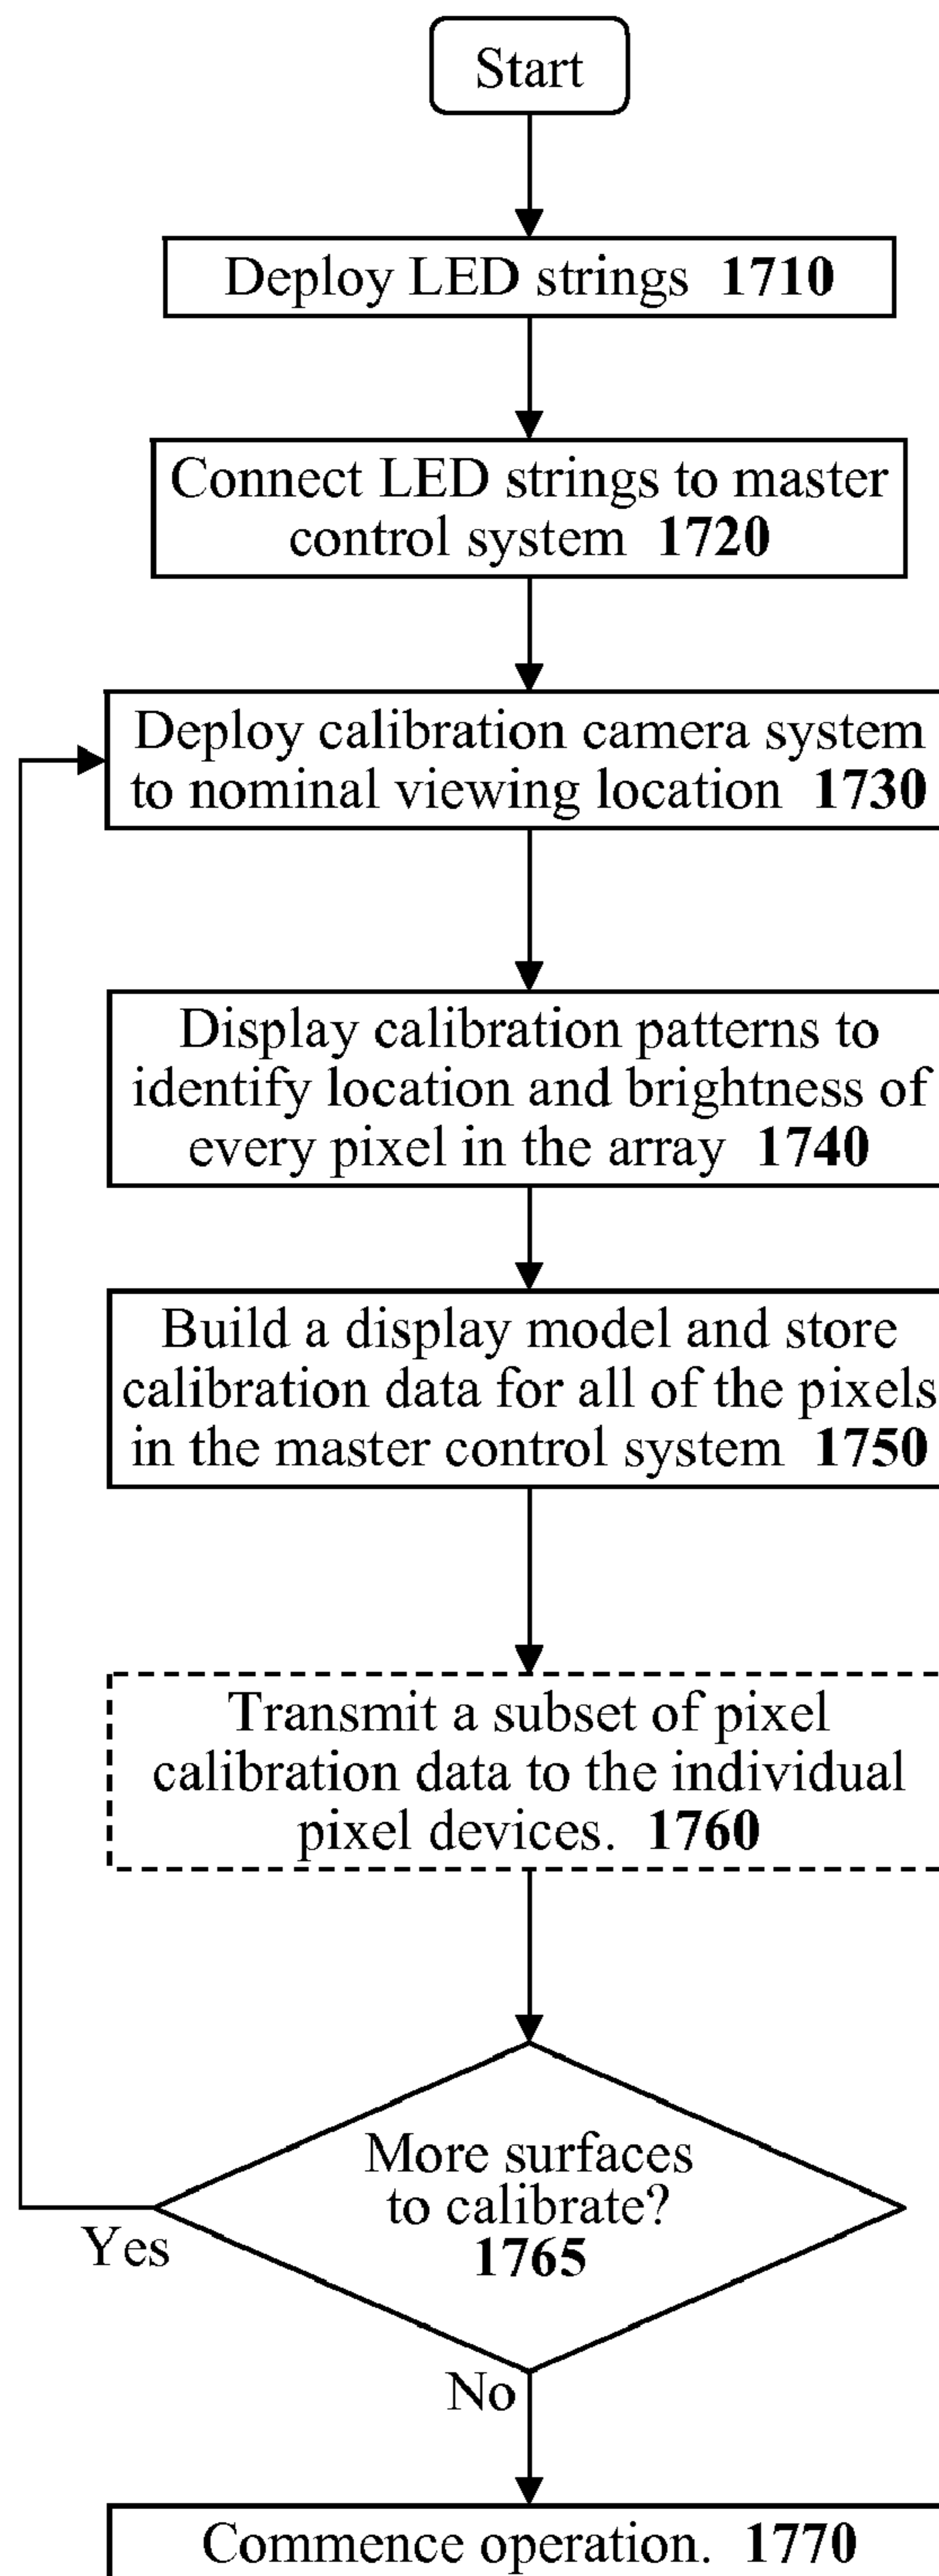 Start
Deploy LED strings 1710
Connect LED strings to master
control system 1720
Deploy calibration camera system
to nominal viewing location 1730
Display calibration patterns to
identify location and brightness of
every pixel in the array 1740
Build a display model and store
calibration data for all of the pixels
in the master control system 1750
Transmit a subset of pixel
calibration data to the individual
pixel devices. 1760
More surfaces
to calibrate?
1765
Yes
No
Commence operation. 1770